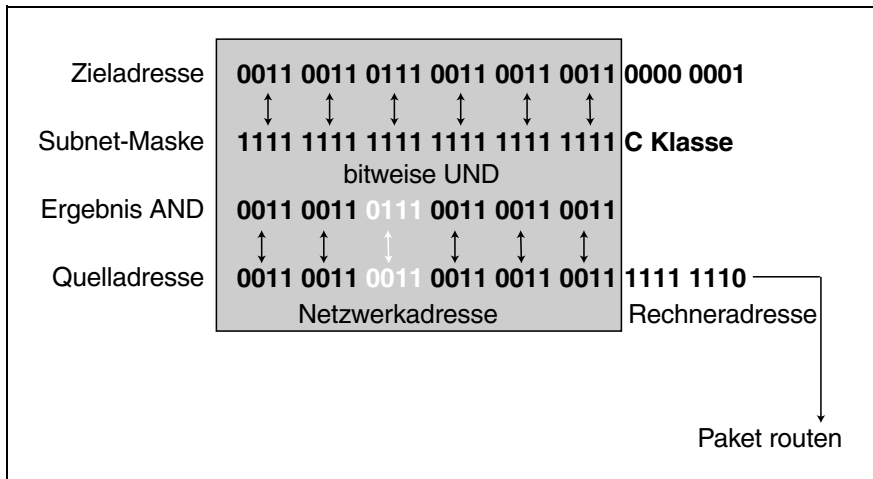 Zieladresse 0011 0011 0111 0011 0011 0011 0000 0001
Subnet-Maske 1111 1111 1111 1111 1111 1111 C Klasse
bitweise UND
Ergebnis AND 0011 0011 0111 0011 0011 0011
Quelladresse 0011 0011 0011 0011 0011 0011 1111 1110
Netzwerkadresse Rechneradresse
Paket routen